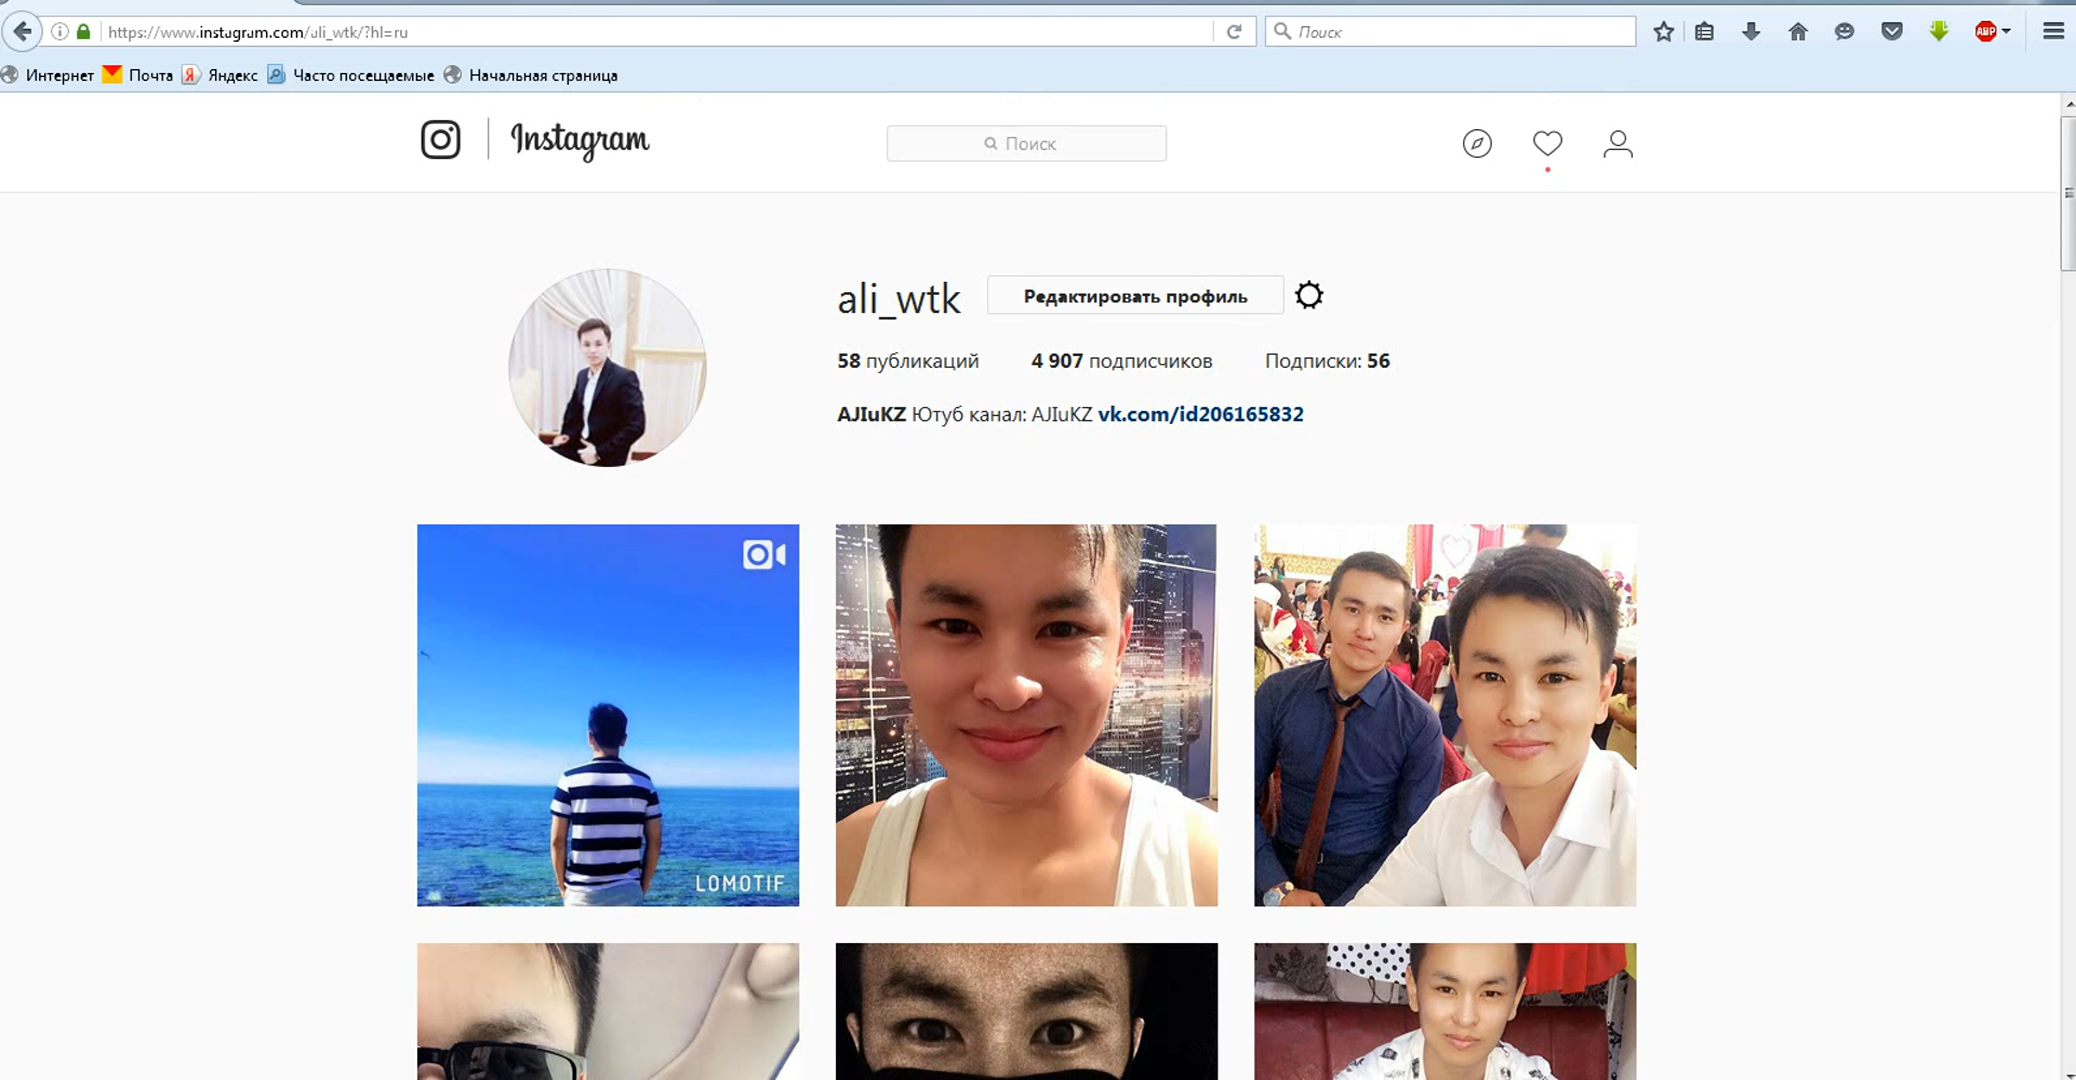 https://www.instagram.com/ali_wtk/?hl=ru
Поиск
ABP
Интернет Почта Я Яндекс Часто посещаемые Начальная страница
Instagram
Поиск
ali_wtk Редактировать профиль
58 публикаций 4 907 подписчиков Подписки: 56
AJIuKZ Ютуб канал: AJIuKZ vk.com/id206165832
LOMOTIF